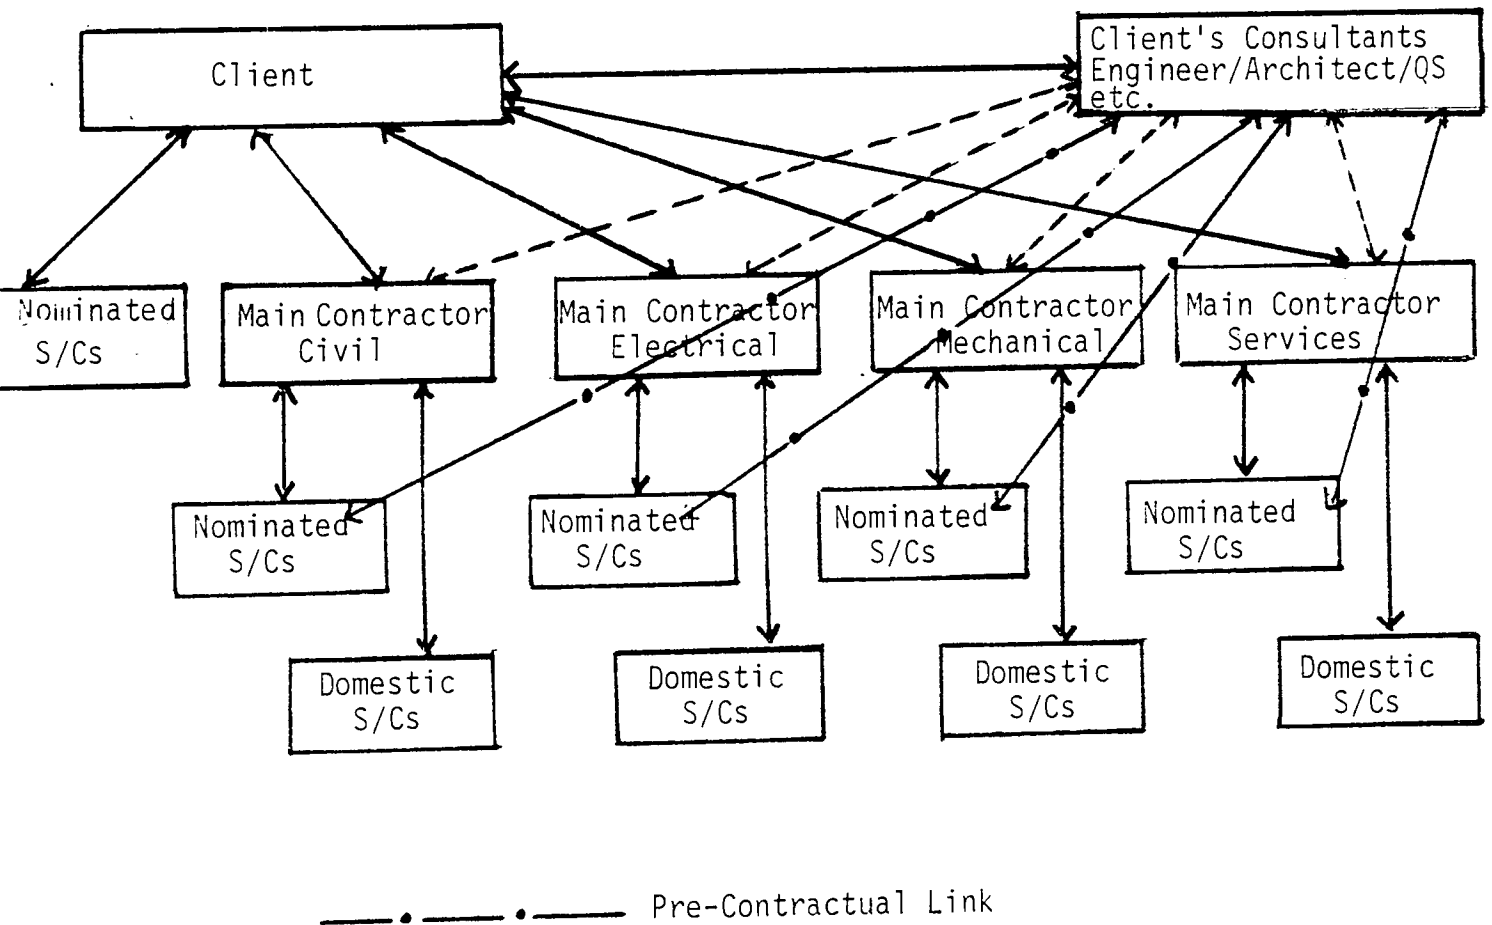 Client
Client's Consultants
Engineer/Architect/QS
etc.
Nominated
S/Cs
Main Contractor
Civil
Main Contractor
Electrical
Main Contractor
Mechanical
Main Contractor
Services
Nominated
S/Cs
Nominated
S/Cs
Nominated
S/Cs
Nominated
S/Cs
Domestic
S/Cs
Domestic
S/Cs
Domestic
S/Cs
Domestic
S/Cs
Pre-Contractual Link